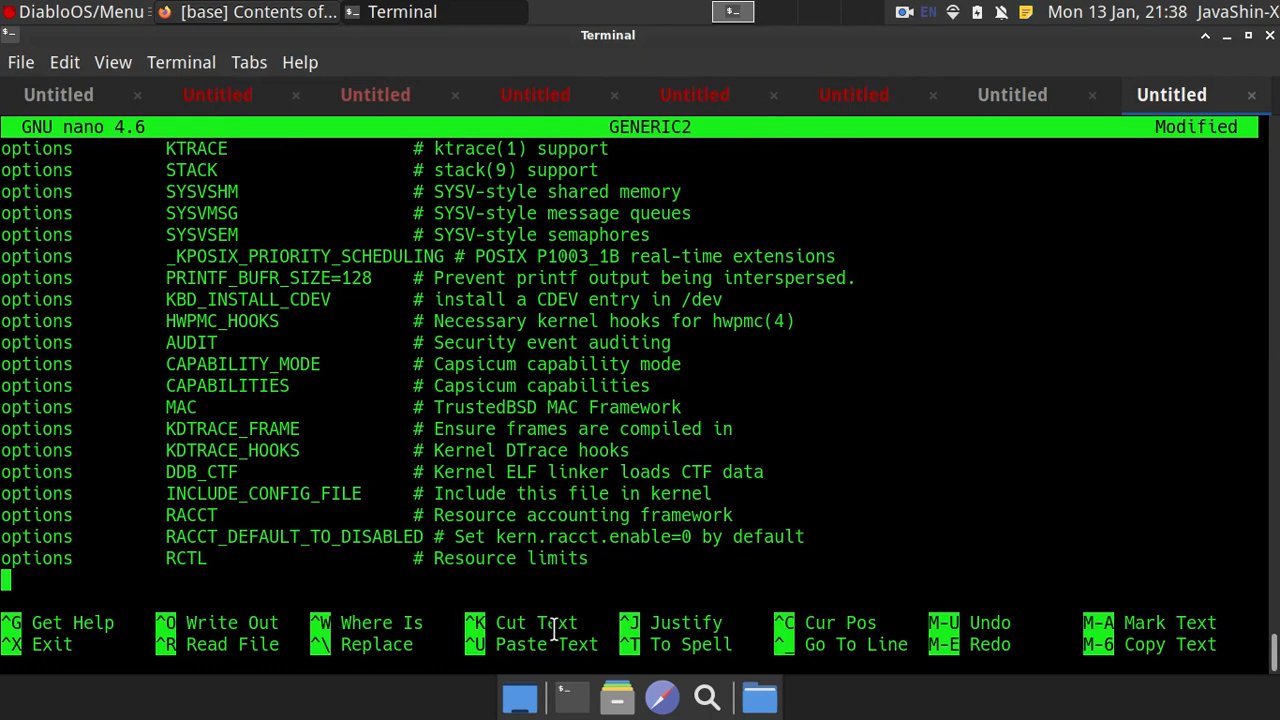 DiabloOS/Menu [base] Contents of... Terminal EN Mon 13 Jan, 21:38 JavaShin-X
Terminal
File Edit View Terminal Tabs Help
Untitled × Untitled × Untitled × Untitled × Untitled × Untitled × Untitled × Untitled ×
GNU nano 4.6 GENERIC2 Modified
options KTRACE # ktrace(1) support
options STACK # stack(9) support
options SYSVSHM # SYSV-style shared memory
options SYSVMSG # SYSV-style message queues
options SYSVSEM # SYSV-style semaphores
options _KPOSIX_PRIORITY_SCHEDULING # POSIX P1003_1B real-time extensions
options PRINTF_BUFR_SIZE=128 # Prevent printf output being interspersed.
options KBD_INSTALL_CDEV # install a CDEV entry in /dev
options HWPMC_HOOKS # Necessary kernel hooks for hwpmc(4)
options AUDIT # Security event auditing
options CAPABILITY_MODE # Capsicum capability mode
options CAPABILITIES # Capsicum capabilities
options MAC # TrustedBSD MAC Framework
options KDTRACE_FRAME # Ensure frames are compiled in
options KDTRACE_HOOKS # Kernel DTrace hooks
options DDB_CTF # Kernel ELF linker loads CTF data
options INCLUDE_CONFIG_FILE # Include this file in kernel
options RACCT # Resource accounting framework
options RACCT_DEFAULT_TO_DISABLED # Set kern.racct.enable=0 by default
options RCTL # Resource limits
^G Get Help ^O Write Out ^W Where Is ^K Cut Text ^J Justify ^C Cur Pos M-U Undo M-A Mark Text
^X Exit ^R Read File ^\ Replace ^U Paste Text ^T To Spell ^_ Go To Line M-E Redo M-6 Copy Text